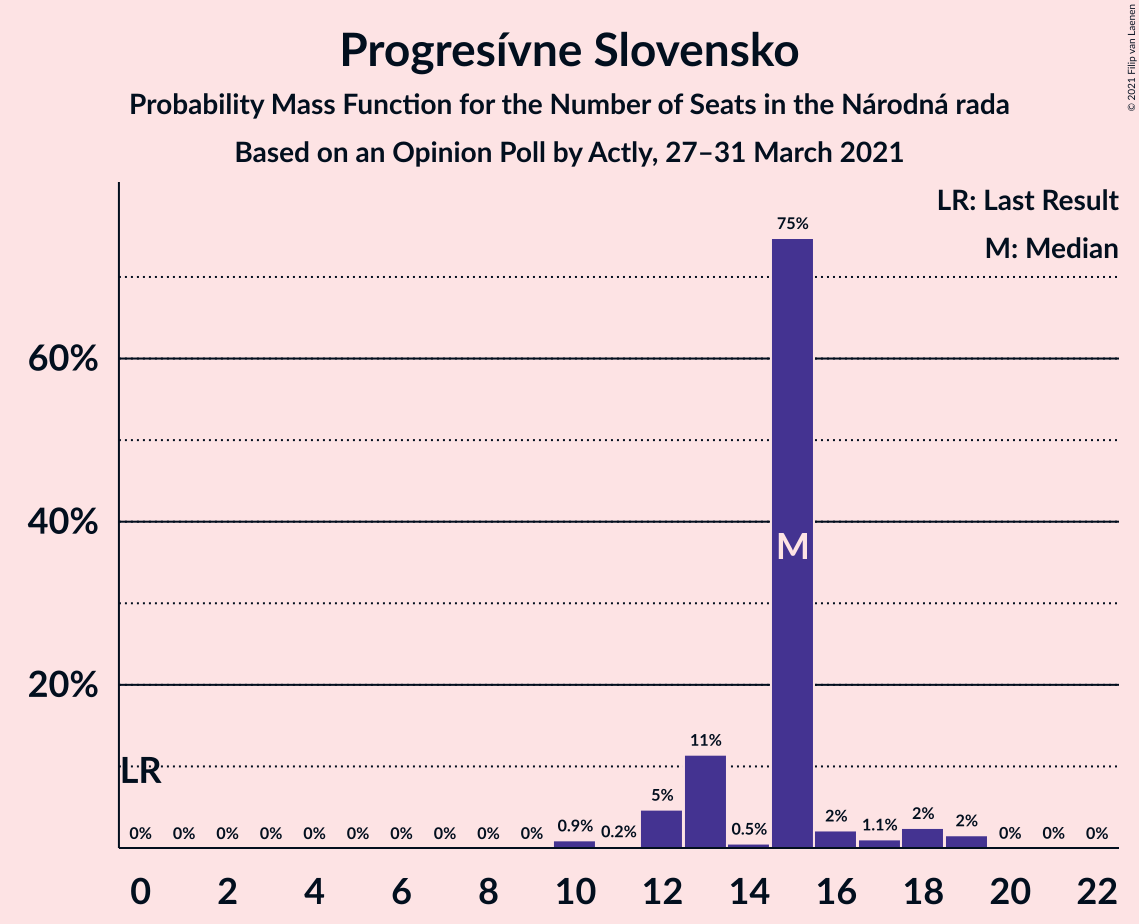 Progresívne Slovensko
Probability Mass Function for the Number of Seats in the Národná rada
Based on an Opinion Poll by Actly, 27–31 March 2021
© 2021 Filip van Laenen
LR: Last Result
M: Median
60%
40%
20%
LR
M
0% 0% 0% 0% 0% 0% 0% 0% 0% 0% 0.9% 0.2% 5% 11% 0.5% 75% 2% 1.1% 2% 2% 0% 0% 0%
0 2 4 6 8 10 12 14 16 18 20 22